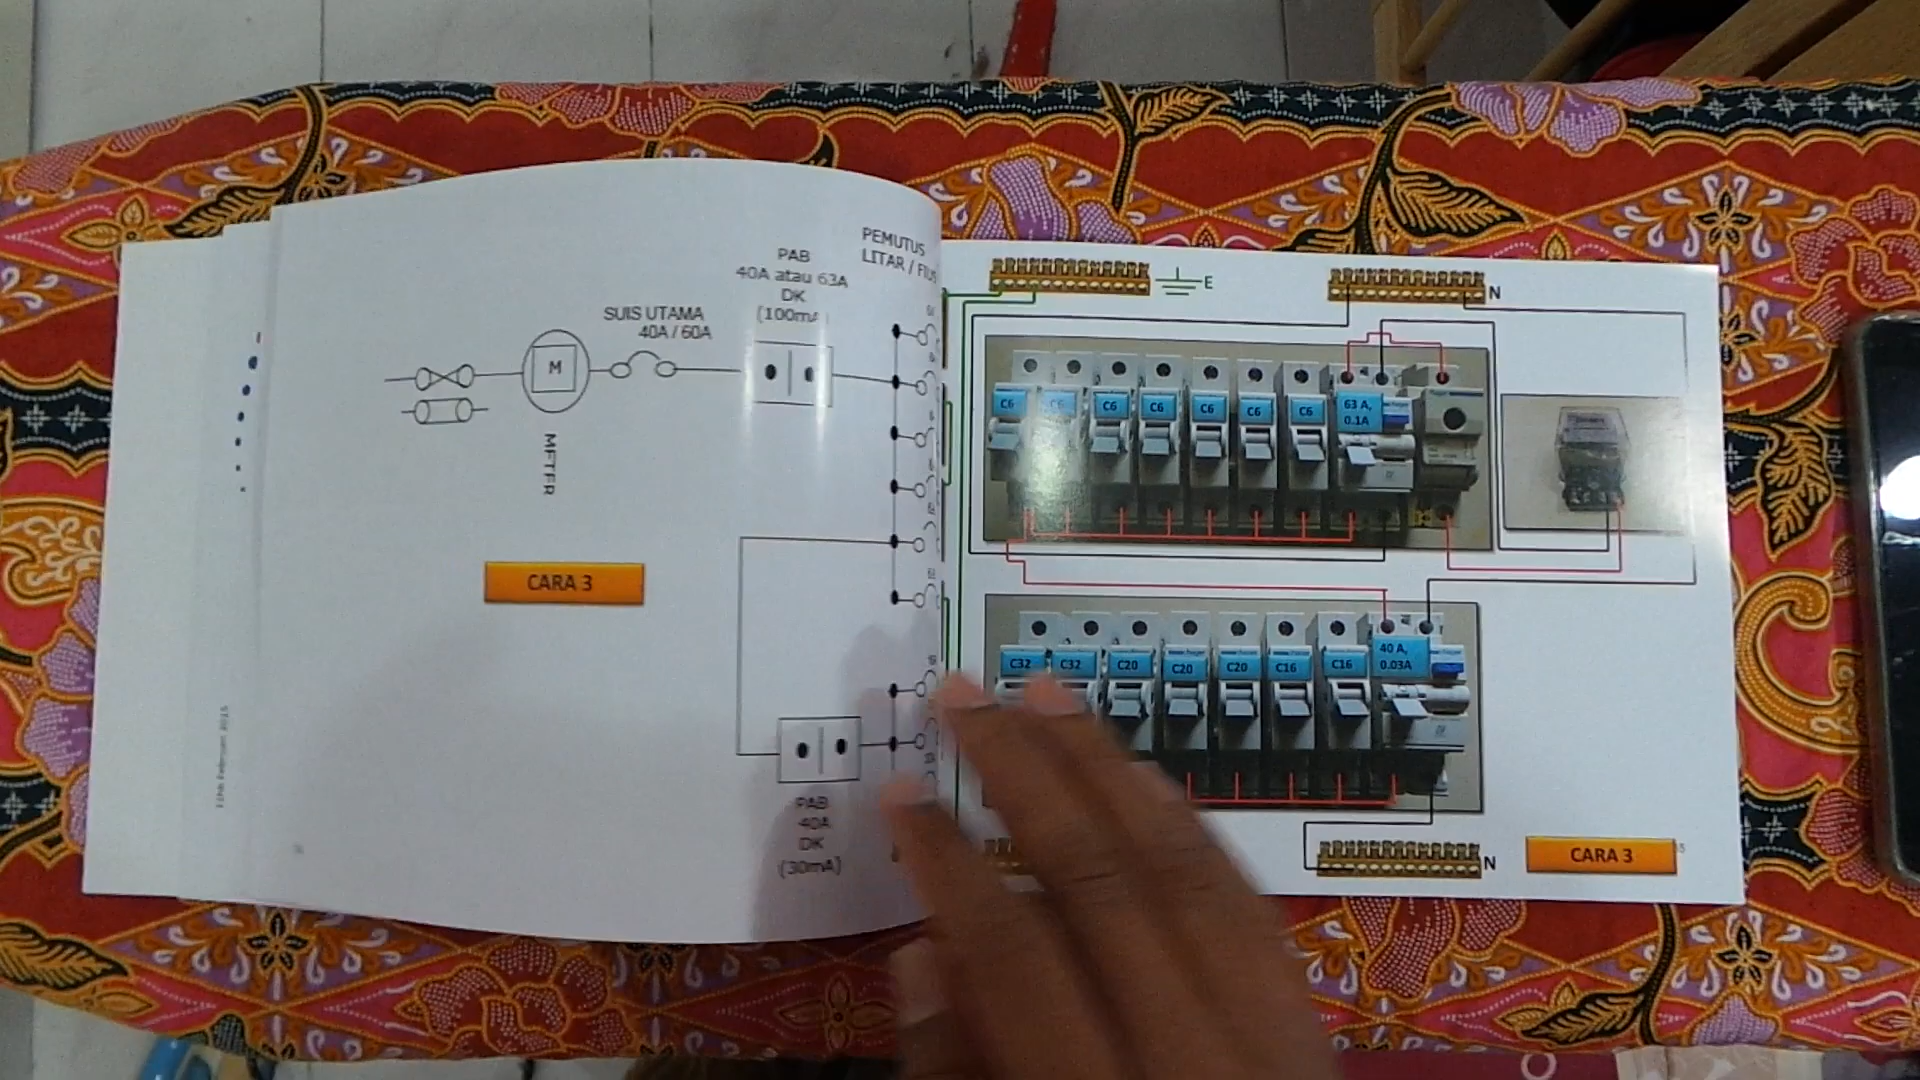 PEMUTUS
LITAR / FIUS
PAB
40A atau 63A
DK
(100mA)
SUIS UTAMA
40A / 60A
M
CARA 3
PAB
40A
DK
(30mA)
E
N
C6
C6
C6
C6
C6
C6
C6
63 A,
0.1A
C32
C32
C20
C20
C20
C16
C16
40 A,
0.03A
N
CARA 3